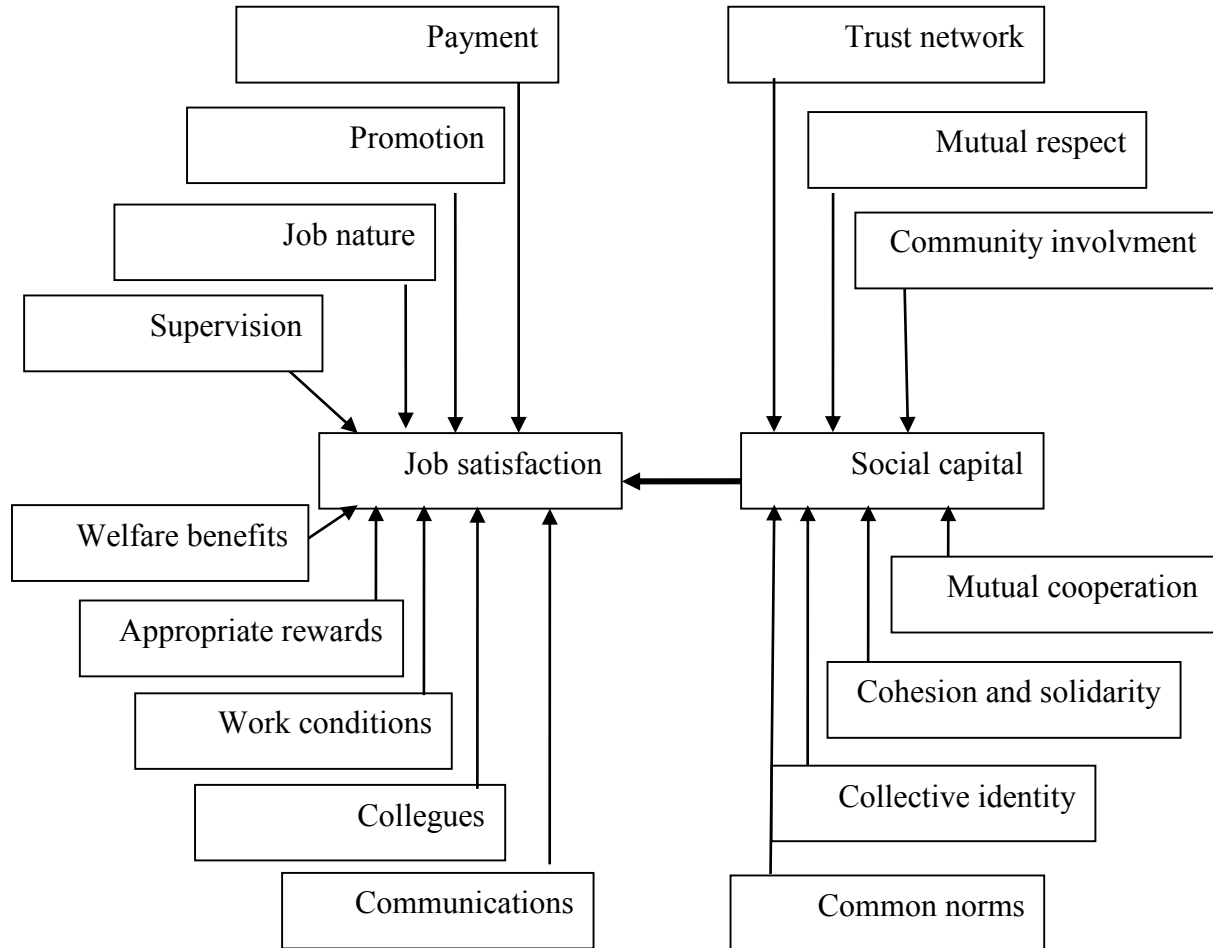 Payment
Trust network
Promotion
Mutual respect
Job nature
Community involvment
Supervision
Job satisfaction
Social capital
Welfare benefits
Mutual cooperation
Appropriate rewards
Cohesion and solidarity
Work conditions
Collective identity
Collegues
Communications
Common norms